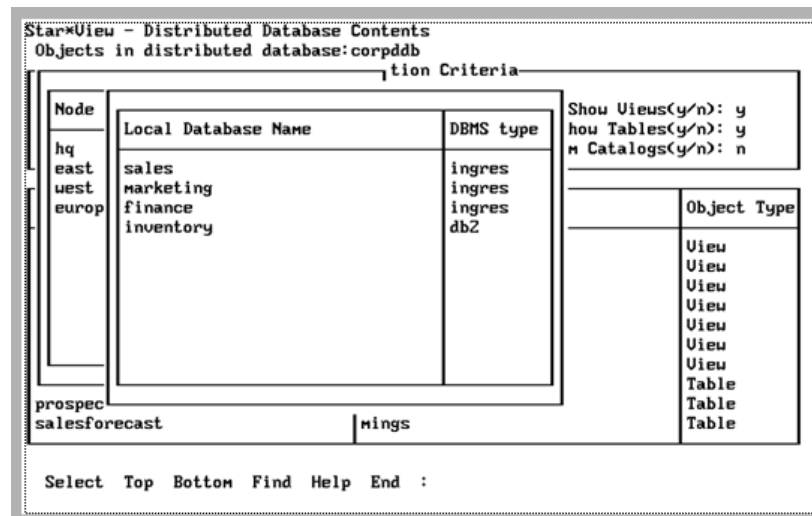 Star*View - Distributed Database Contents
Objects in distributed database:corpddb
tion Criteria
Node
Local Database Name DBMS type
Show Views(y/n): y
how Tables(y/n): y
m Catalogs(y/n): n
hq
east sales ingres
west marketing ingres
europ finance ingres
inventory db2
Object Type
View
View
View
View
View
View
View
Table
prospec Table
salesforecast mings Table
Select Top Bottom Find Help End :